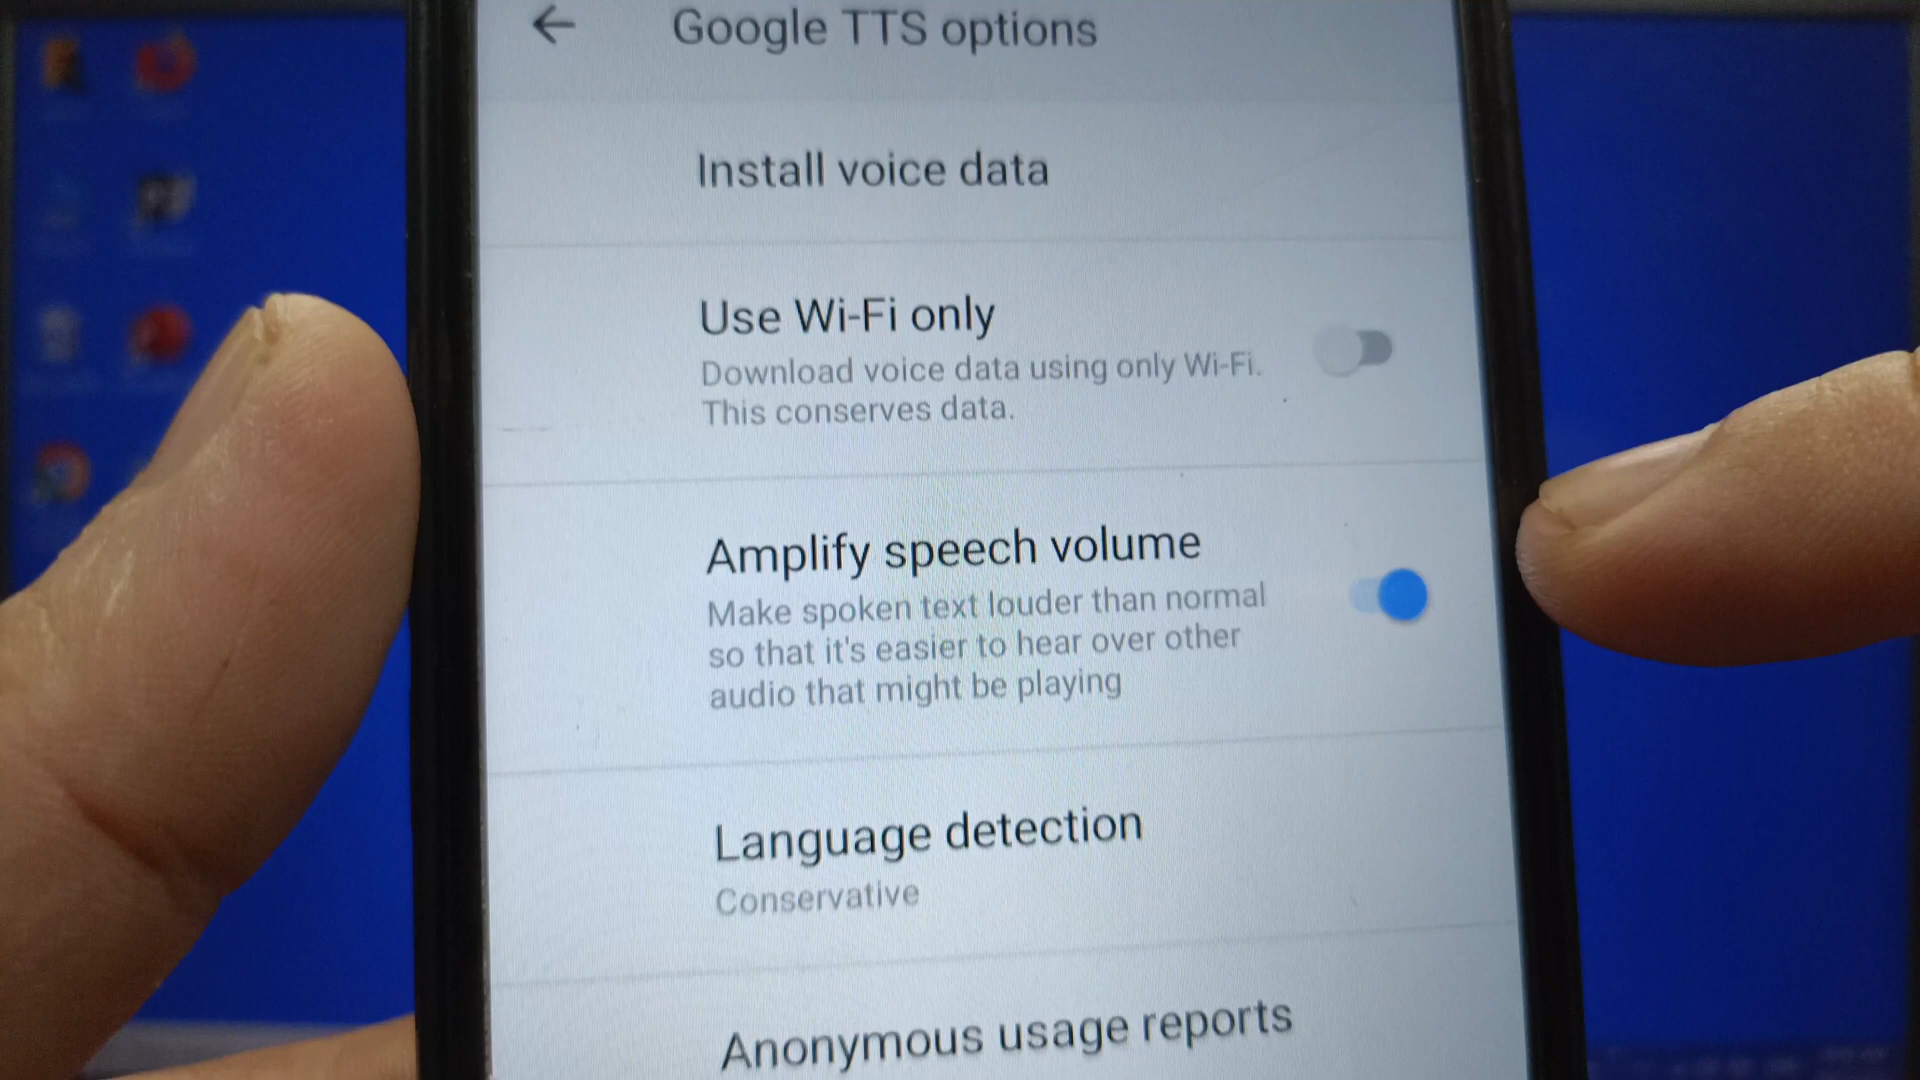 Google TTS options
Install voice data
Use Wi-Fi only
Download voice data using only Wi-Fi.
This conserves data.
Amplify speech volume
Make spoken text louder than normal
so that it's easier to hear over other
audio that might be playing
Language detection
Conservative
Anonymous usage reports